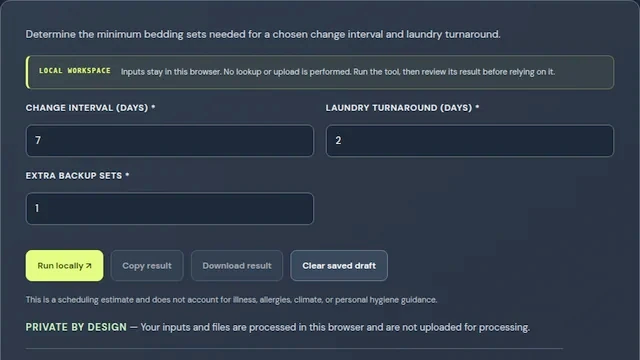 Determine the minimum bedding sets needed for a chosen change interval and laundry turnaround.
LOCAL WORKSPACE Inputs stay in this browser. No lookup or upload is performed. Run the tool, then review its result before relying on it.
CHANGE INTERVAL (DAYS) * LAUNDRY TURNAROUND (DAYS) *
7 2
EXTRA BACKUP SETS *
1
Run locally ↗ Copy result Download result Clear saved draft
This is a scheduling estimate and does not account for illness, allergies, climate, or personal hygiene guidance.
PRIVATE BY DESIGN — Your inputs and files are processed in this browser and are not uploaded for processing.